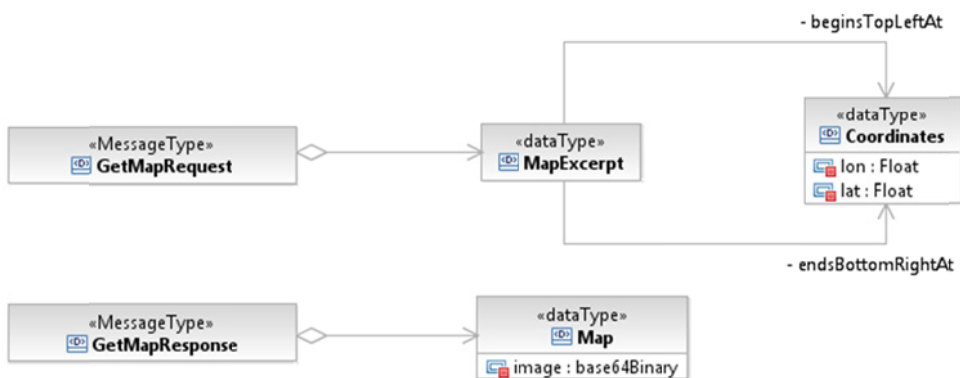 - beginsTopLeftAt
«MessageType»
GetMapRequest
«dataType»
MapExcerpt
«dataType»
Coordinates
lon : Float
lat : Float
- endsBottomRightAt
«MessageType»
GetMapResponse
«dataType»
Map
image : base64Binary